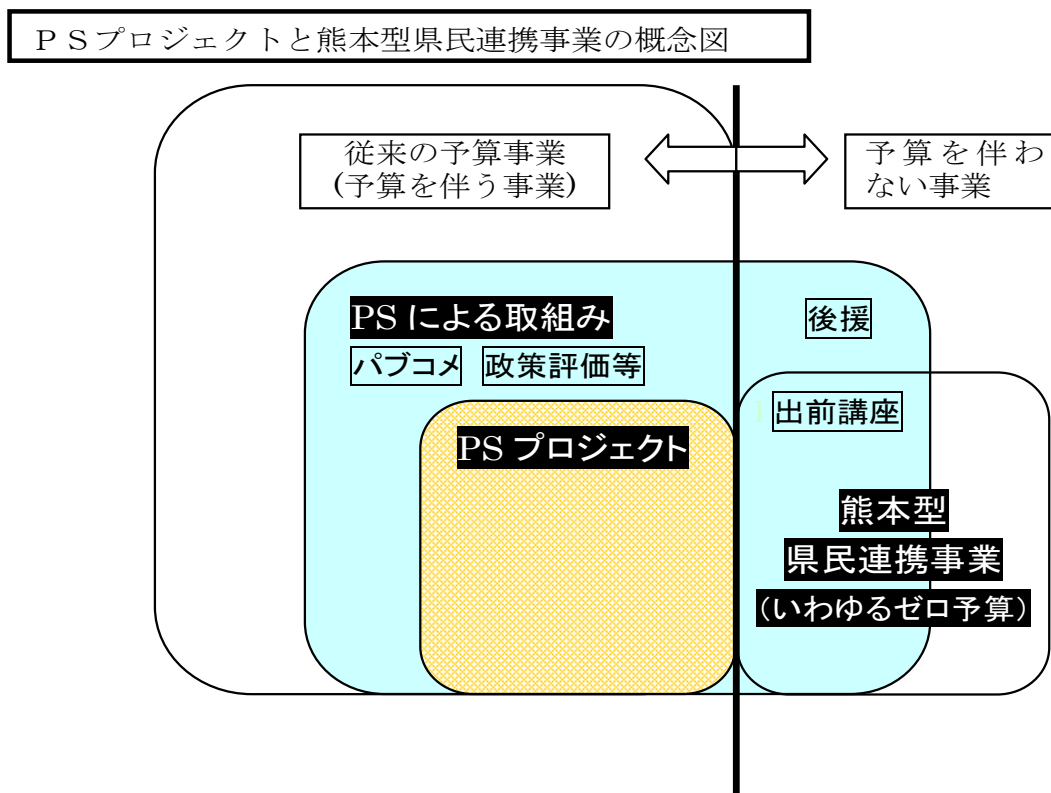 ＰＳプロジェクトと熊本型県民連携事業の概念図
従来の予算事業
(予算を伴う事業)
予算を伴わ
ない事業
PSによる取組み
後援
パブコメ 政策評価等
出前講座
PSプロジェクト
熊本型
県民連携事業
（いわゆるゼロ予算）